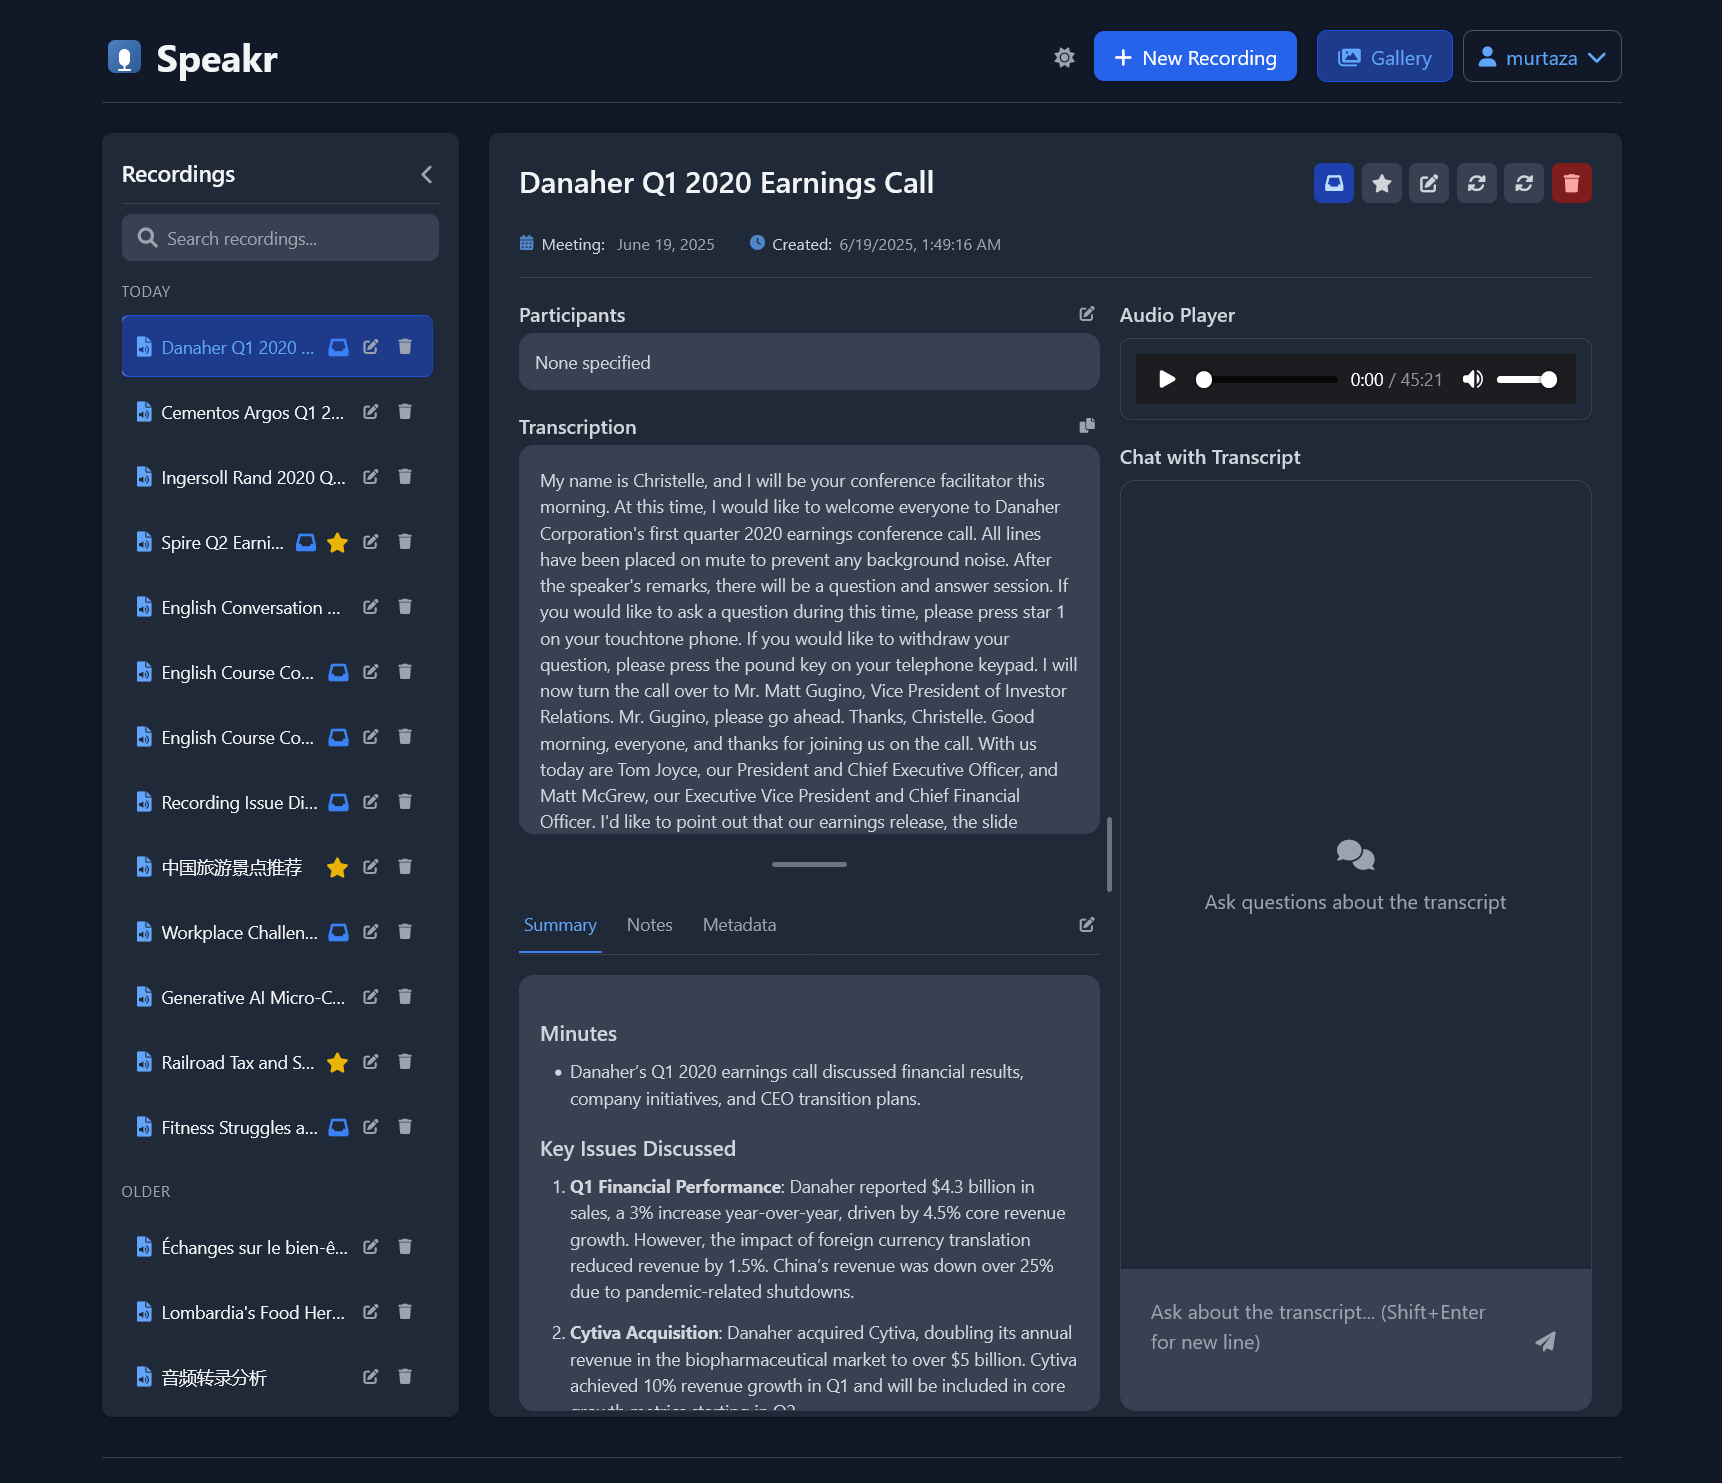 Speakr
New Recording
Gallery
murtaza
Recordings
Search recordings...
TODAY
Danaher Q1 2020 ...
Cementos Argos Q1 2...
Ingersoll Rand 2020 Q...
Spire Q2 Earni...
English Conversation ...
English Course Co...
English Course Co...
Recording Issue Di...
中国旅游景点推荐
Workplace Challen...
Generative AI Micro-C...
Railroad Tax and S...
Fitness Struggles a...
OLDER
Échanges sur le bien-ê...
Lombardia's Food Her...
音频转录分析
Danaher Q1 2020 Earnings Call
Meeting: June 19, 2025
Created: 6/19/2025, 1:49:16 AM
Participants
None specified
Transcription
My name is Christelle, and I will be your conference facilitator this
morning. At this time, I would like to welcome everyone to Danaher
Corporation's first quarter 2020 earnings conference call. All lines
have been placed on mute to prevent any background noise. After
the speaker's remarks, there will be a question and answer session. If
you would like to ask a question during this time, please press star 1
on your touchtone phone. If you would like to withdraw your
question, please press the pound key on your telephone keypad. I will
now turn the call over to Mr. Matt Gugino, Vice President of Investor
Relations. Mr. Gugino, please go ahead. Thanks, Christelle. Good
morning, everyone, and thanks for joining us on the call. With us
today are Tom Joyce, our President and Chief Executive Officer, and
Matt McGrew, our Executive Vice President and Chief Financial
Officer. I'd like to point out that our earnings release, the slide
Summary
Notes
Metadata
Minutes
• Danaher’s Q1 2020 earnings call discussed financial results,
company initiatives, and CEO transition plans.
Key Issues Discussed
1. Q1 Financial Performance: Danaher reported $4.3 billion in
sales, a 3% increase year-over-year, driven by 4.5% core revenue
growth. However, the impact of foreign currency translation
reduced revenue by 1.5%. China’s revenue was down over 25%
due to pandemic-related shutdowns.
2. Cytiva Acquisition: Danaher acquired Cytiva, doubling its annual
revenue in the biopharmaceutical market to over $5 billion. Cytiva
achieved 10% revenue growth in Q1 and will be included in core
growth metrics starting in Q2.
Audio Player
0:00 / 45:21
Chat with Transcript
Ask questions about the transcript
Ask about the transcript... (Shift+Enter
for new line)